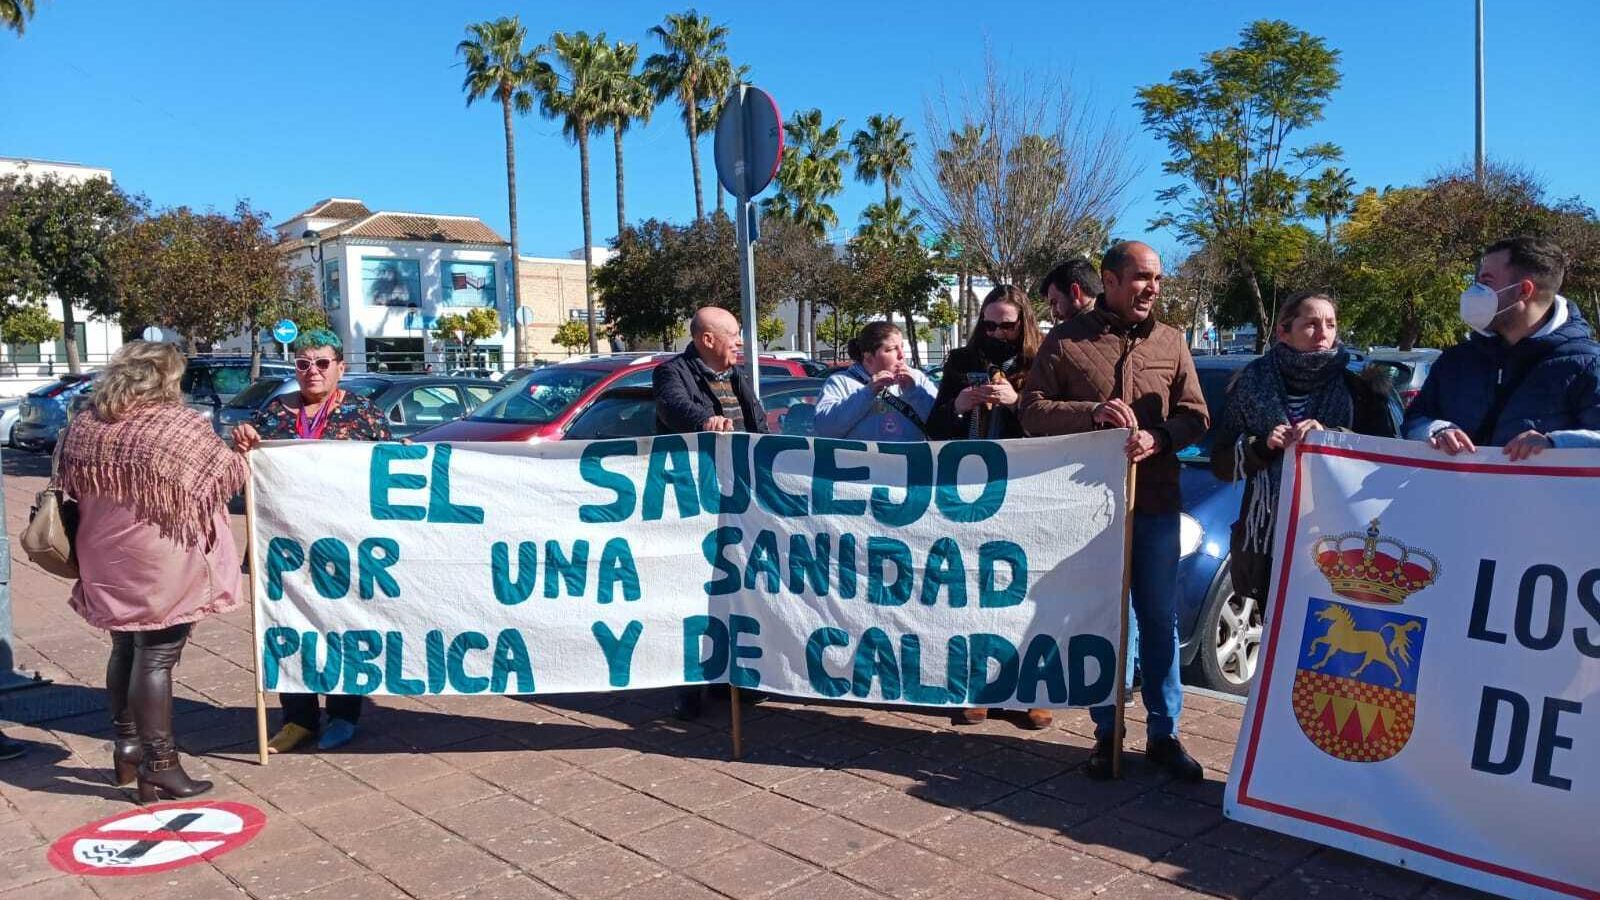 EL SAUCEJO
POR UNA SANIDAD
PUBLICA Y DE CALIDAD
LOS
DE